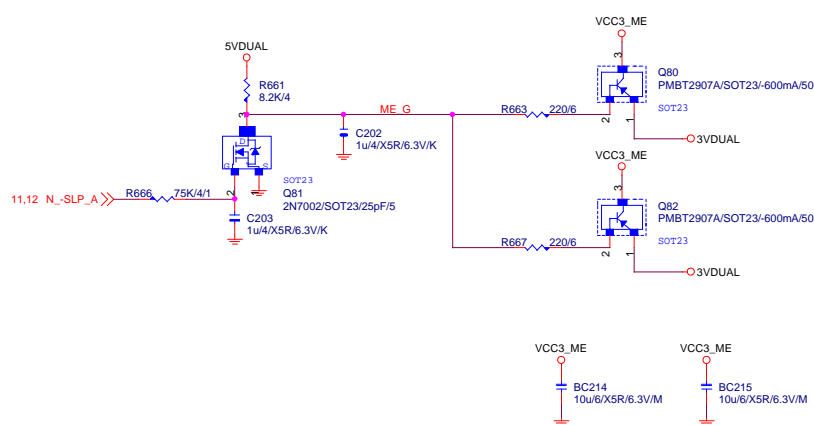 VCC3_ME
3
Q80
PMBT2907A/SOT23/-600mA/50
SOT23
2
1
3VDUAL
5VDUAL
R661
8.2K/4
3
ME_G
R663
220/6
C202
1u/4/X5R/6.3V/K
D
G
S
SOT23
Q81
2N7002/SOT23/25pF/5
2
1
11,12 N_-SLP_A
R666
75K/4/1
C203
1u/4/X5R/6.3V/K
VCC3_ME
3
Q82
PMBT2907A/SOT23/-600mA/50
SOT23
R667
220/6
2
1
3VDUAL
VCC3_ME
BC214
10u/6/X5R/6.3V/M
VCC3_ME
BC215
10u/6/X5R/6.3V/M